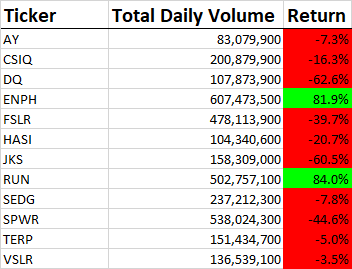 Ticker Total Daily Volume Return
AY 83,079,900 -7.3%
CSIQ 200,879,900 -16.3%
DQ 107,873,900 -62.6%
ENPH 607,473,500 81.9%
FSLR 478,113,900 -39.7%
HASI 104,340,600 -20.7%
JKS 158,309,000 -60.5%
RUN 502,757,100 84.0%
SEDG 237,212,300 -7.8%
SPWR 538,024,300 -44.6%
TERP 151,434,700 -5.0%
VSLR 136,539,100 -3.5%